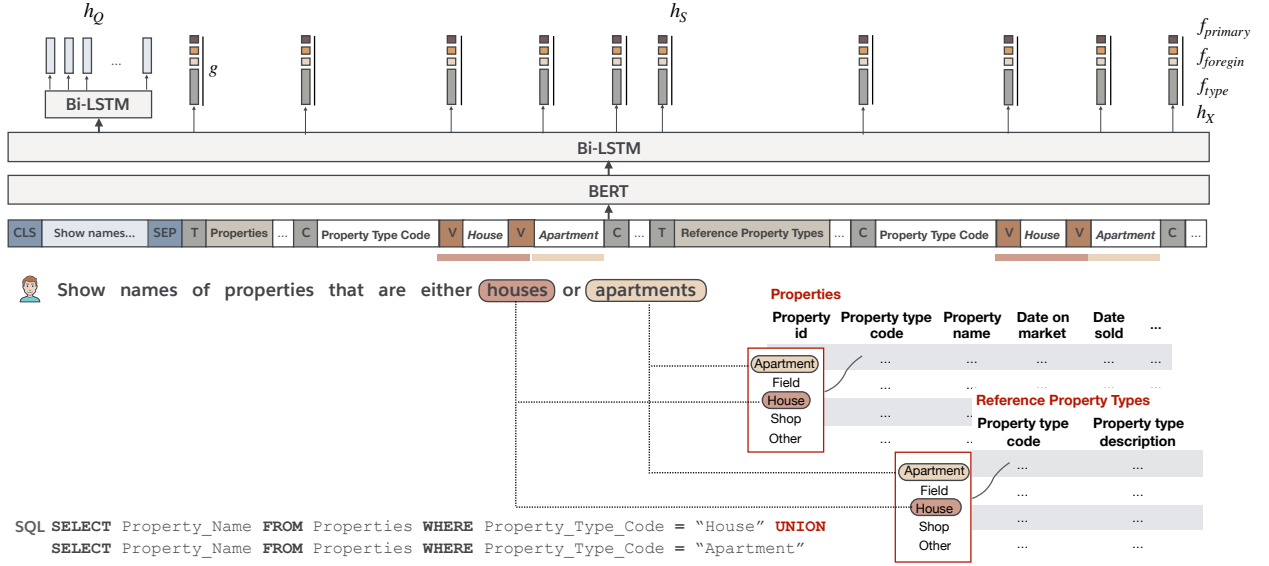 h_Q
h_S
f_primary
... g f_foregin
f_type
Bi-LSTM
h_X
Bi-LSTM
BERT
CLS Show names... SEP T Properties ... C Property Type Code V House V Apartment C ... T Reference Property Types ... C Property Type Code V House V Apartment C ...
Show names of properties that are either houses or apartments
Properties
Property id Property type code Property name Date on market Date sold ...
... ... ... ... ...
Apartment
Field
House
Shop
Other
... ... ... ...
...
... ...
Reference Property Types
Property type code Property type description
... ...
Apartment
Field
House
Shop
Other
... ...
... ...
... ...
SQL SELECT Property_Name FROM Properties WHERE Property_Type_Code = “House” UNION
SELECT Property_Name FROM Properties WHERE Property_Type_Code = “Apartment”